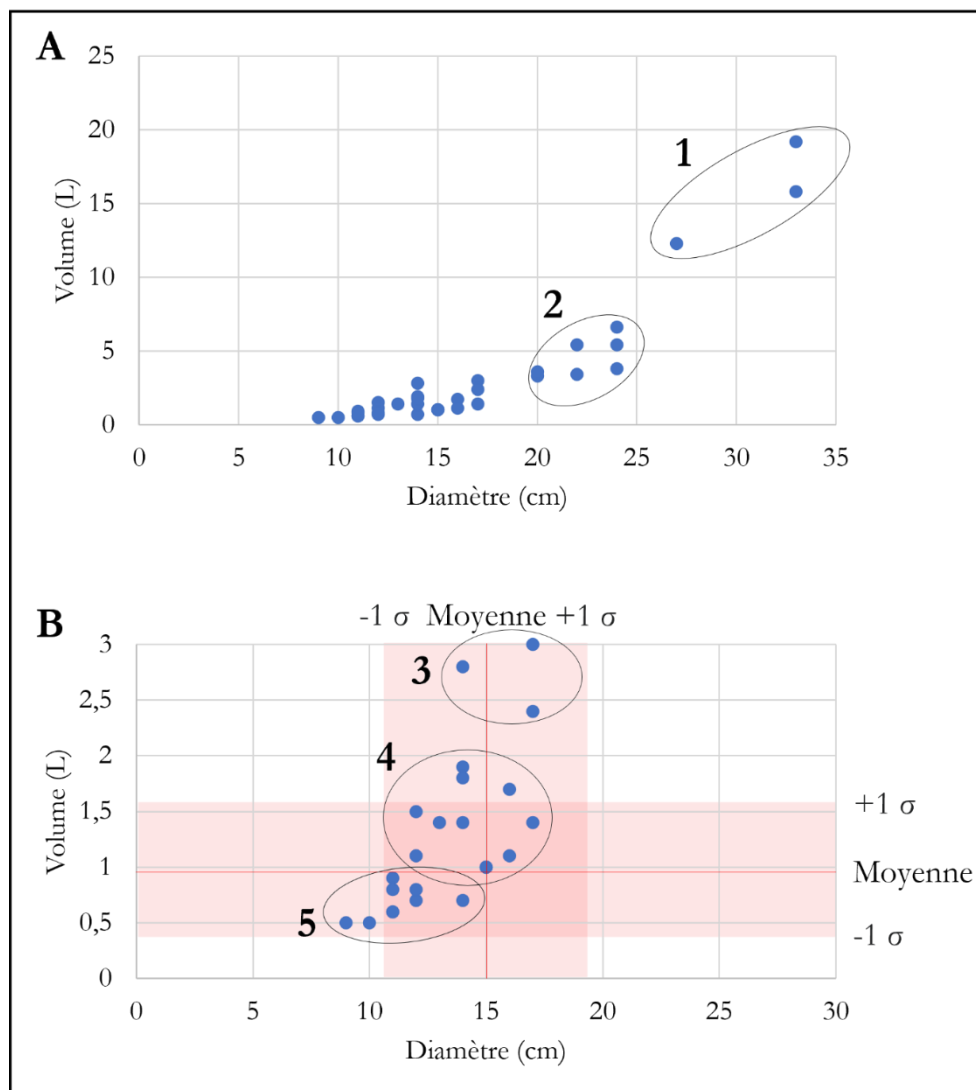 A
25
20
15
10
5
0
Volume (L)
1
2
0 5 10 15 20 25 30 35
Diamètre (cm)
B
-1 σ Moyenne +1 σ
3
2,5
2
1,5
1
0,5
0
Volume (L)
3
4
5
+1 σ
Moyenne
-1 σ
0 5 10 15 20 25 30
Diamètre (cm)